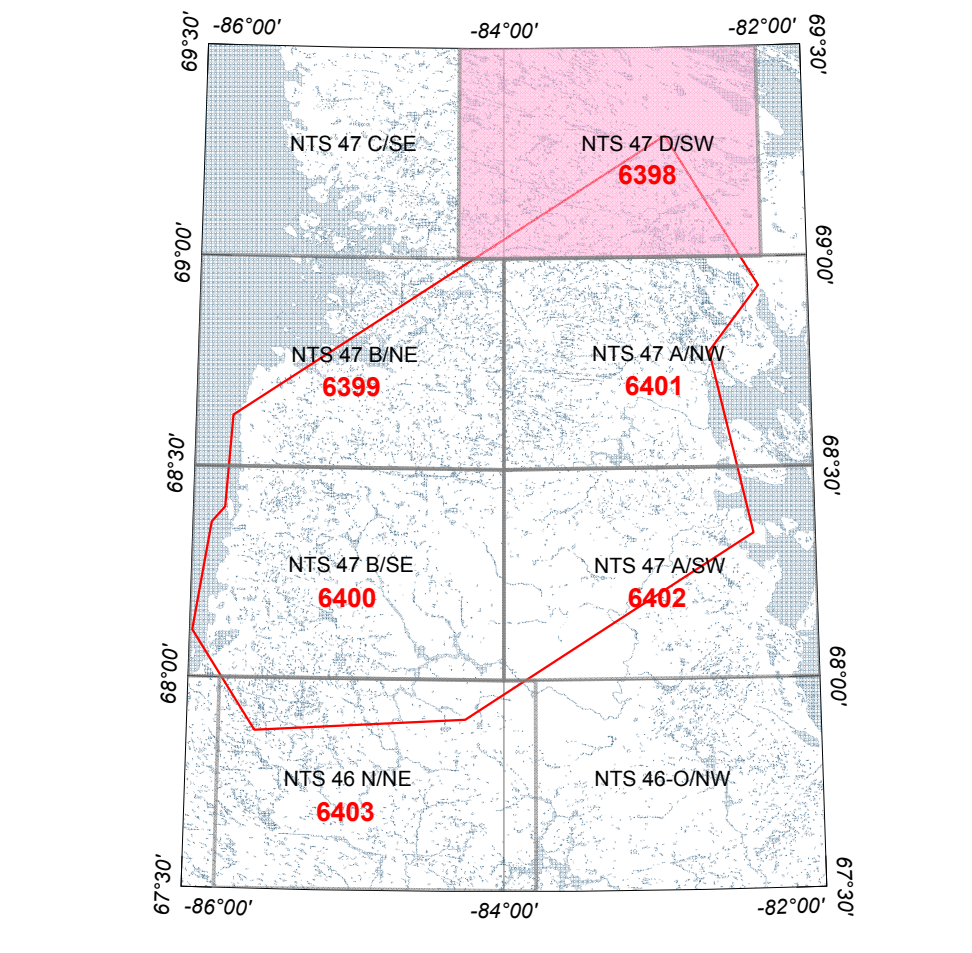 -86°00'
-84°00'
-82°00'
69°30'
69°30'
NTS 47 C/SE
NTS 47 D/SW
6398
69°00'
69°00'
NTS 47 B/NE
NTS 47 A/NW
6399
6401
68°30'
68°30'
NTS 47 B/SE
NTS 47 A/SW
6400
6402
68°00'
68°00'
NTS 46 N/NE
NTS 46-O/NW
6403
67°30'
67°30'
-86°00'
-84°00'
-82°00'